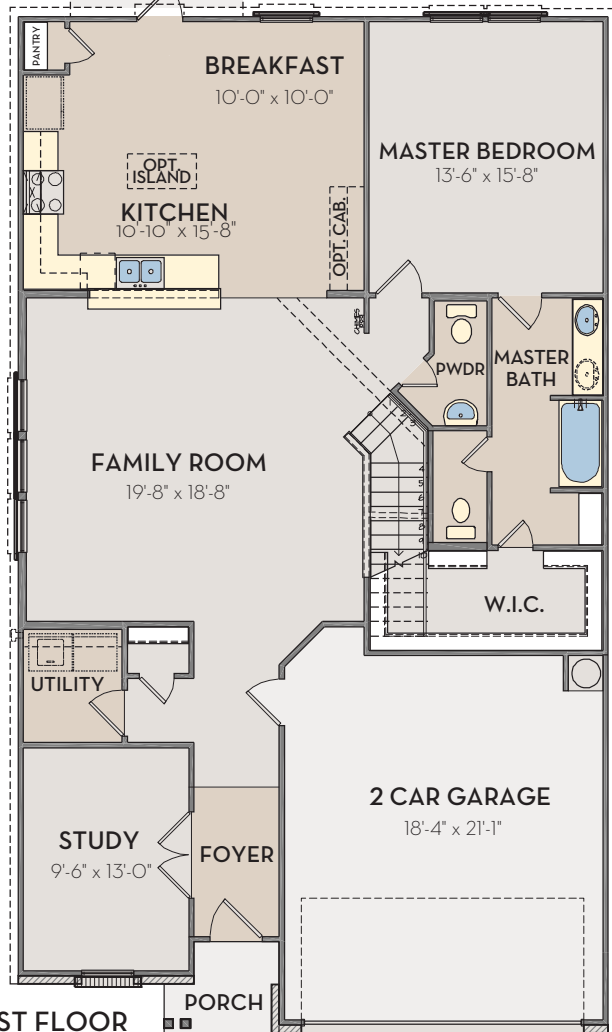 PANTRY
BREAKFAST
10'-0" x 10'-0"
MASTER BEDROOM
13'-6" x 15'-8"
OPT.
ISLAND
KITCHEN
10'-10" x 15'-8"
OPT. CAB.
PWDR
MASTER
BATH
FAMILY ROOM
19'-8" x 18'-8"
W.I.C.
UTILITY
2 CAR GARAGE
18'-4" x 21'-1"
STUDY
9'-6" x 13'-0"
FOYER
PORCH
ST FLOOR